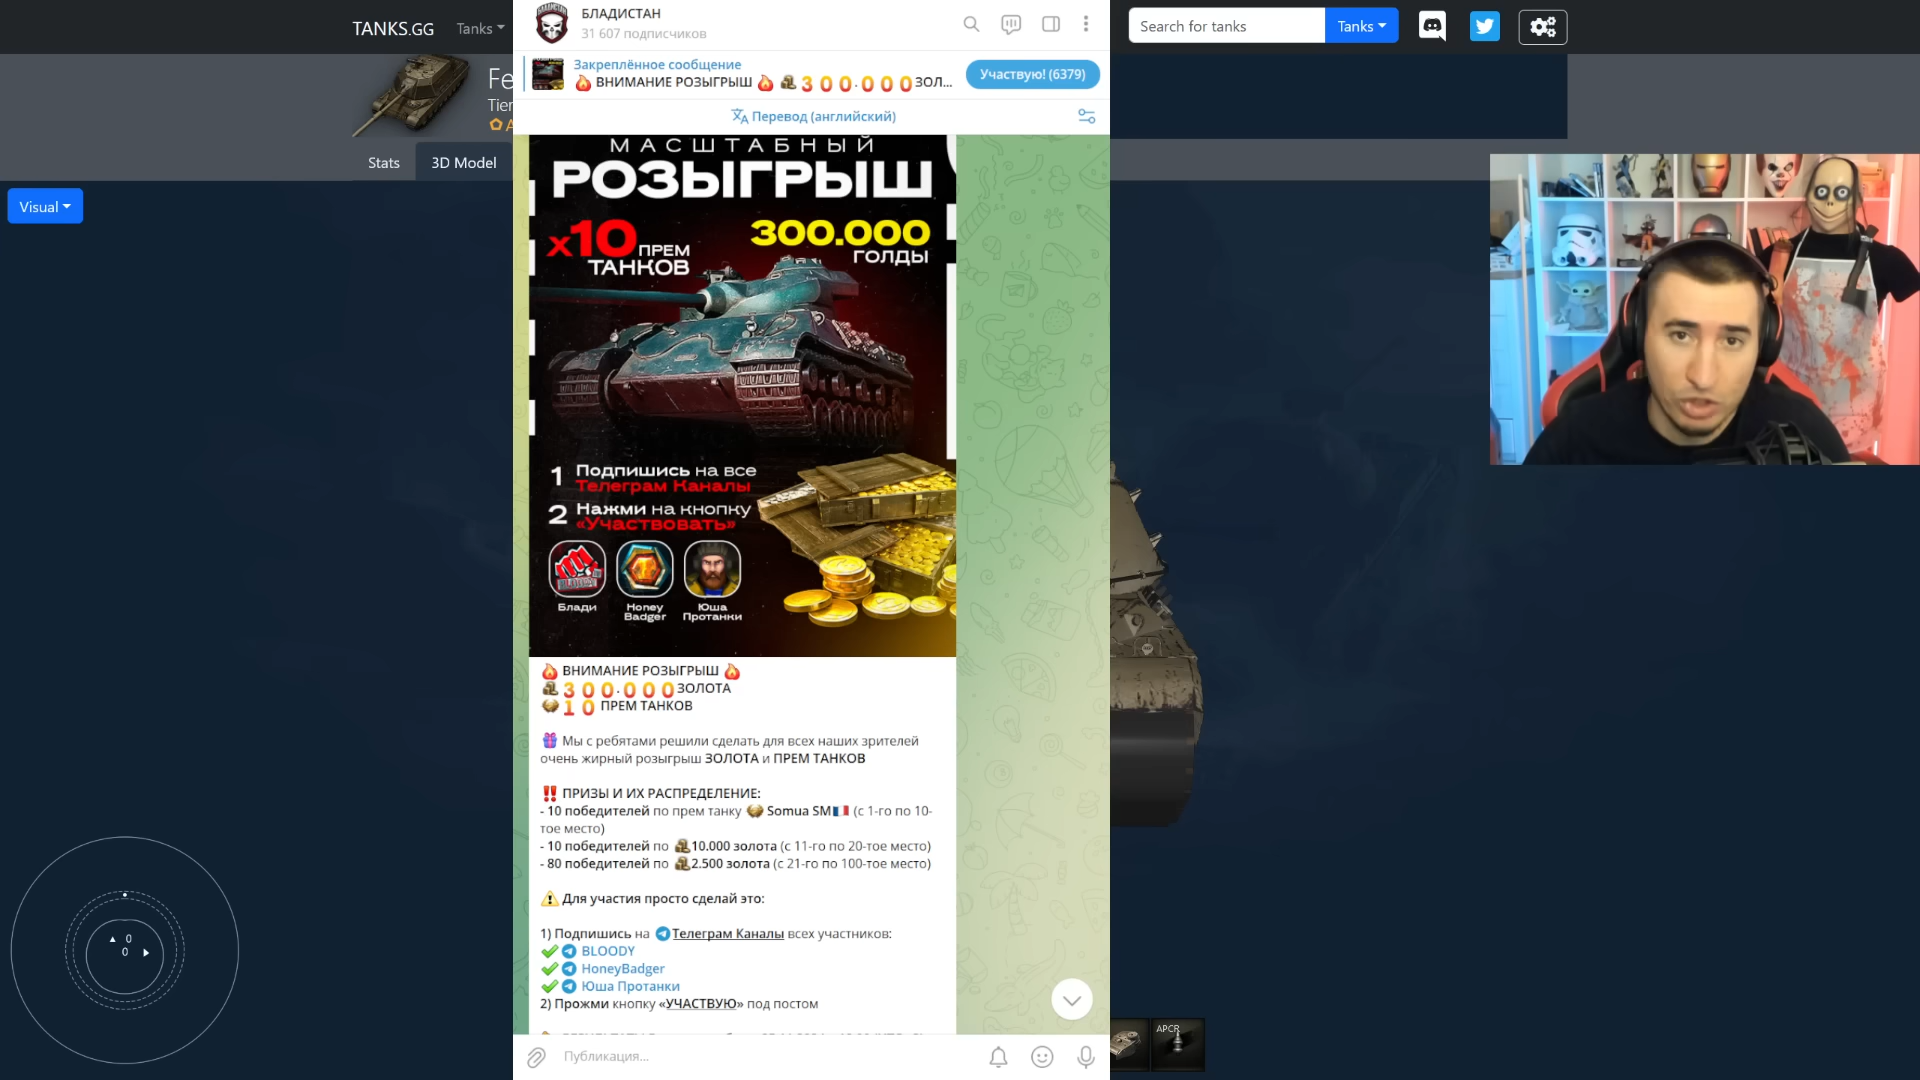 TANKS.GG
Tanks
Search for tanks
Tanks
Fe
Tier
Stats
3D Model
Visual
0
0
APCR
БЛАДИСТАН
31 607 подписчиков
Закреплённое сообщение
🔥 ВНИМАНИЕ РОЗЫГРЫШ 🔥 300.000ЗОЛ...
Участвую! (6379)
Перевод (английский)
МАСШТАБНЫЙ
РОЗЫГРЫШ
x10 ПРЕМ
ТАНКОВ
300.000
ГОЛДЫ
1 Подпишись на все
Телеграм Каналы
2 Нажми на кнопку
«Участвовать»
Блади
Honey
Badger
Юша
Протанки
🔥 ВНИМАНИЕ РОЗЫГРЫШ 🔥
300.000ЗОЛОТА
10 ПРЕМ ТАНКОВ
🎁 Мы с ребятами решили сделать для всех наших зрителей
очень жирный розыгрыш ЗОЛОТА и ПРЕМ ТАНКОВ
‼️ ПРИЗЫ И ИХ РАСПРЕДЕЛЕНИЕ:
- 10 победителей по прем танку Somua SM🇫🇷 (с 1-го по 10-
тое место)
- 10 победителей по 10.000 золота (с 11-го по 20-тое место)
- 80 победителей по 2.500 золота (с 21-го по 100-тое место)
⚠️ Для участия просто сделай это:
1) Подпишись на Телеграм Каналы всех участников:
BLOODY
HoneyBadger
Юша Протанки
2) Прожми кнопку «УЧАСТВУЮ» под постом
Публикация...